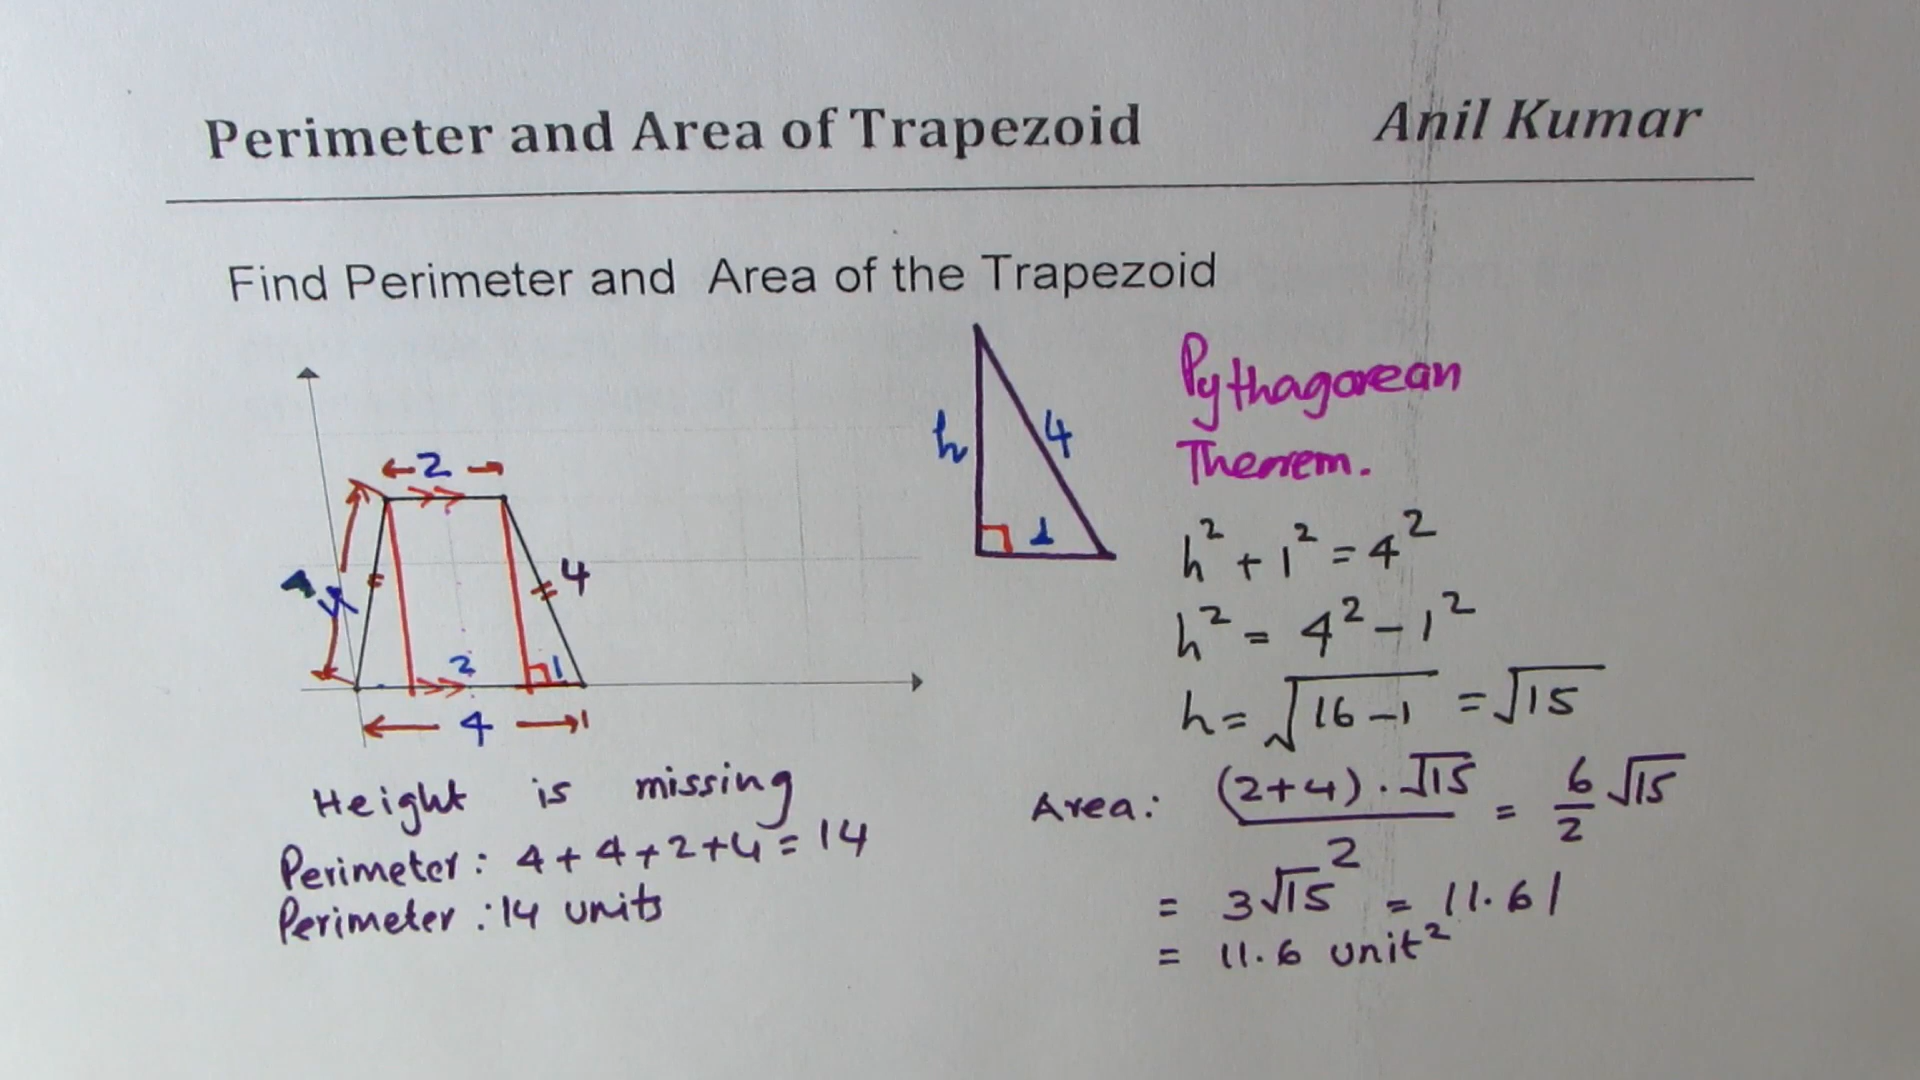 Perimeter and Area of Trapezoid Anil Kumar
Find Perimeter and Area of the Trapezoid
←2→
4
4
2
1
← 4 →
h
4
1
Pythagorean
Theorem.
h² + 1² = 4²
h² = 4² - 1²
h = √16-1 = √15
Height is missing
Perimeter: 4+4+2+4=14
Perimeter: 14 units
Area: (2+4)·√15 / 2 = 6/2 √15
= 3√15 = 11.61
= 11.6 unit²